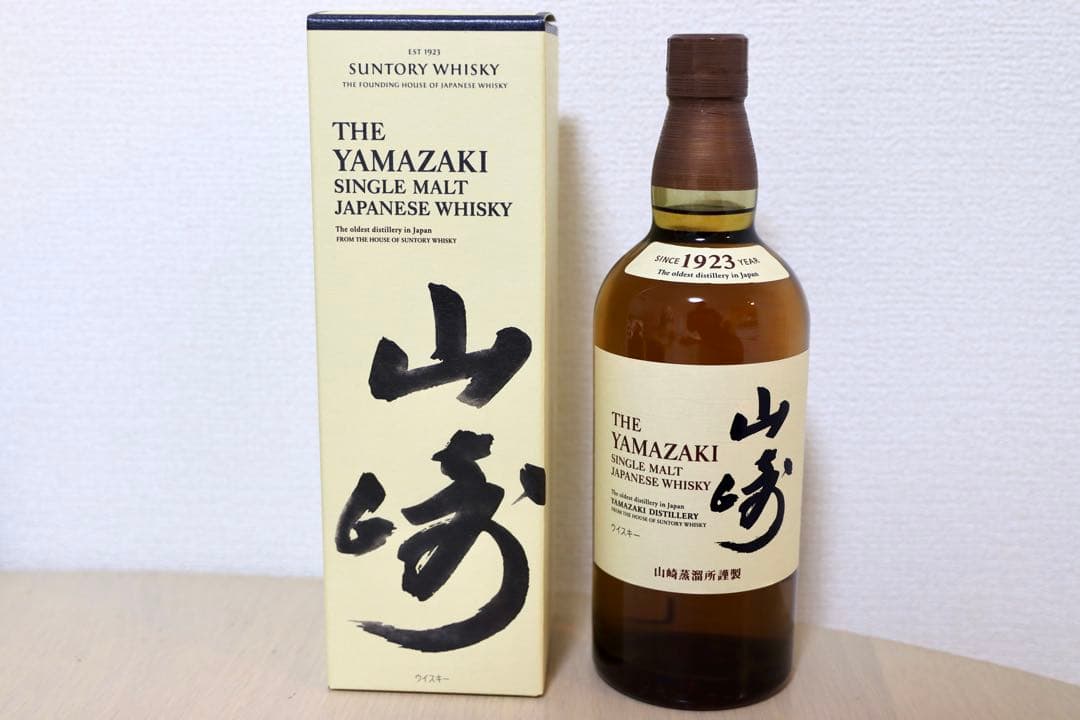 EST 1923
SUNTORY WHISKY
THE FOUNDING HOUSE OF JAPANESE WHISKY
THE
YAMAZAKI
SINGLE MALT
JAPANESE WHISKY
The oldest distillery in Japan
FROM THE HOUSE OF SUNTORY WHISKY
山
崎
ウイスキー
SINCE 1923 YEAR
The oldest distillery in Japan
THE
YAMAZAKI
SINGLE MALT
JAPANESE WHISKY
The oldest distillery in Japan
YAMAZAKI DISTILLERY
FROM THE HOUSE OF SUNTORY WHISKY
ウイスキー
山
崎
山崎蒸溜所謹製